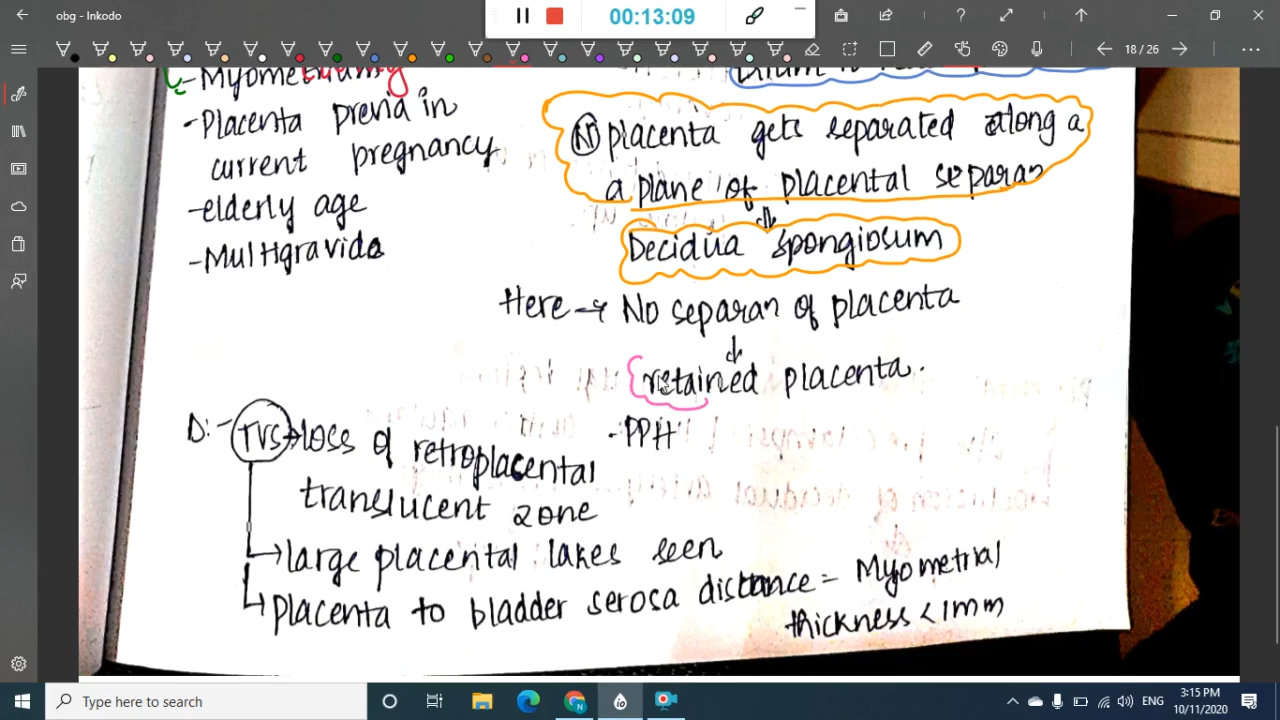 obg - Inkodo
00:13:09
18 / 26
- Myometrium
- Placenta previa in
current pregnancy
- elderly age
- Multigravida
(N) placenta gets separated along a
a plane of placental separan
Decidua spongiosum
Here → No separan of placenta
retained placenta.
- PPH
D:- TVS → loss of retroplacental
translucent zone
→ large placental lakes seen
→ Placenta to bladder serosa distance = Myometrial
thickness < 1mm
Type here to search
ENG
3:15 PM
10/11/2020